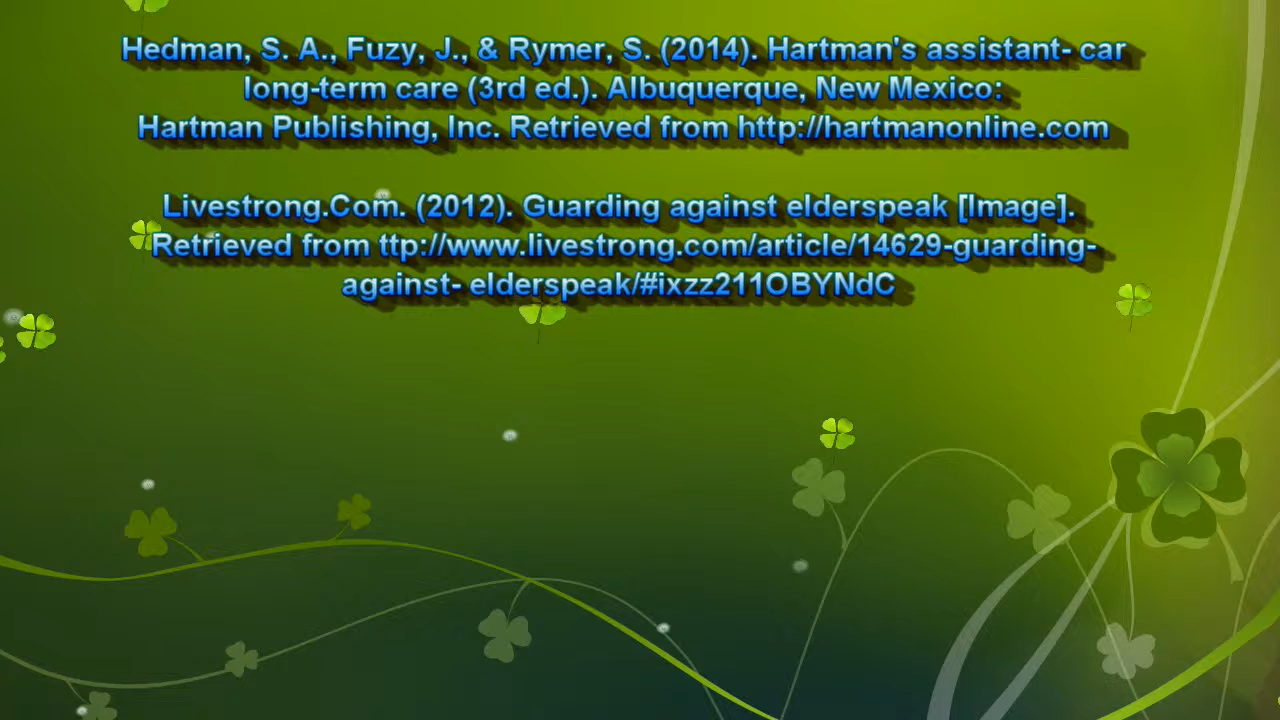 Hedman, S. A., Fuzy, J., & Rymer, S. (2014). Hartman's assistant- car
long-term care (3rd ed.). Albuquerque, New Mexico:
Hartman Publishing, Inc. Retrieved from http://hartmanonline.com
Livestrong.Com. (2012). Guarding against elderspeak [Image].
Retrieved from ttp://www.livestrong.com/article/14629-guarding-
against- elderspeak/#ixzz211OBYNdC